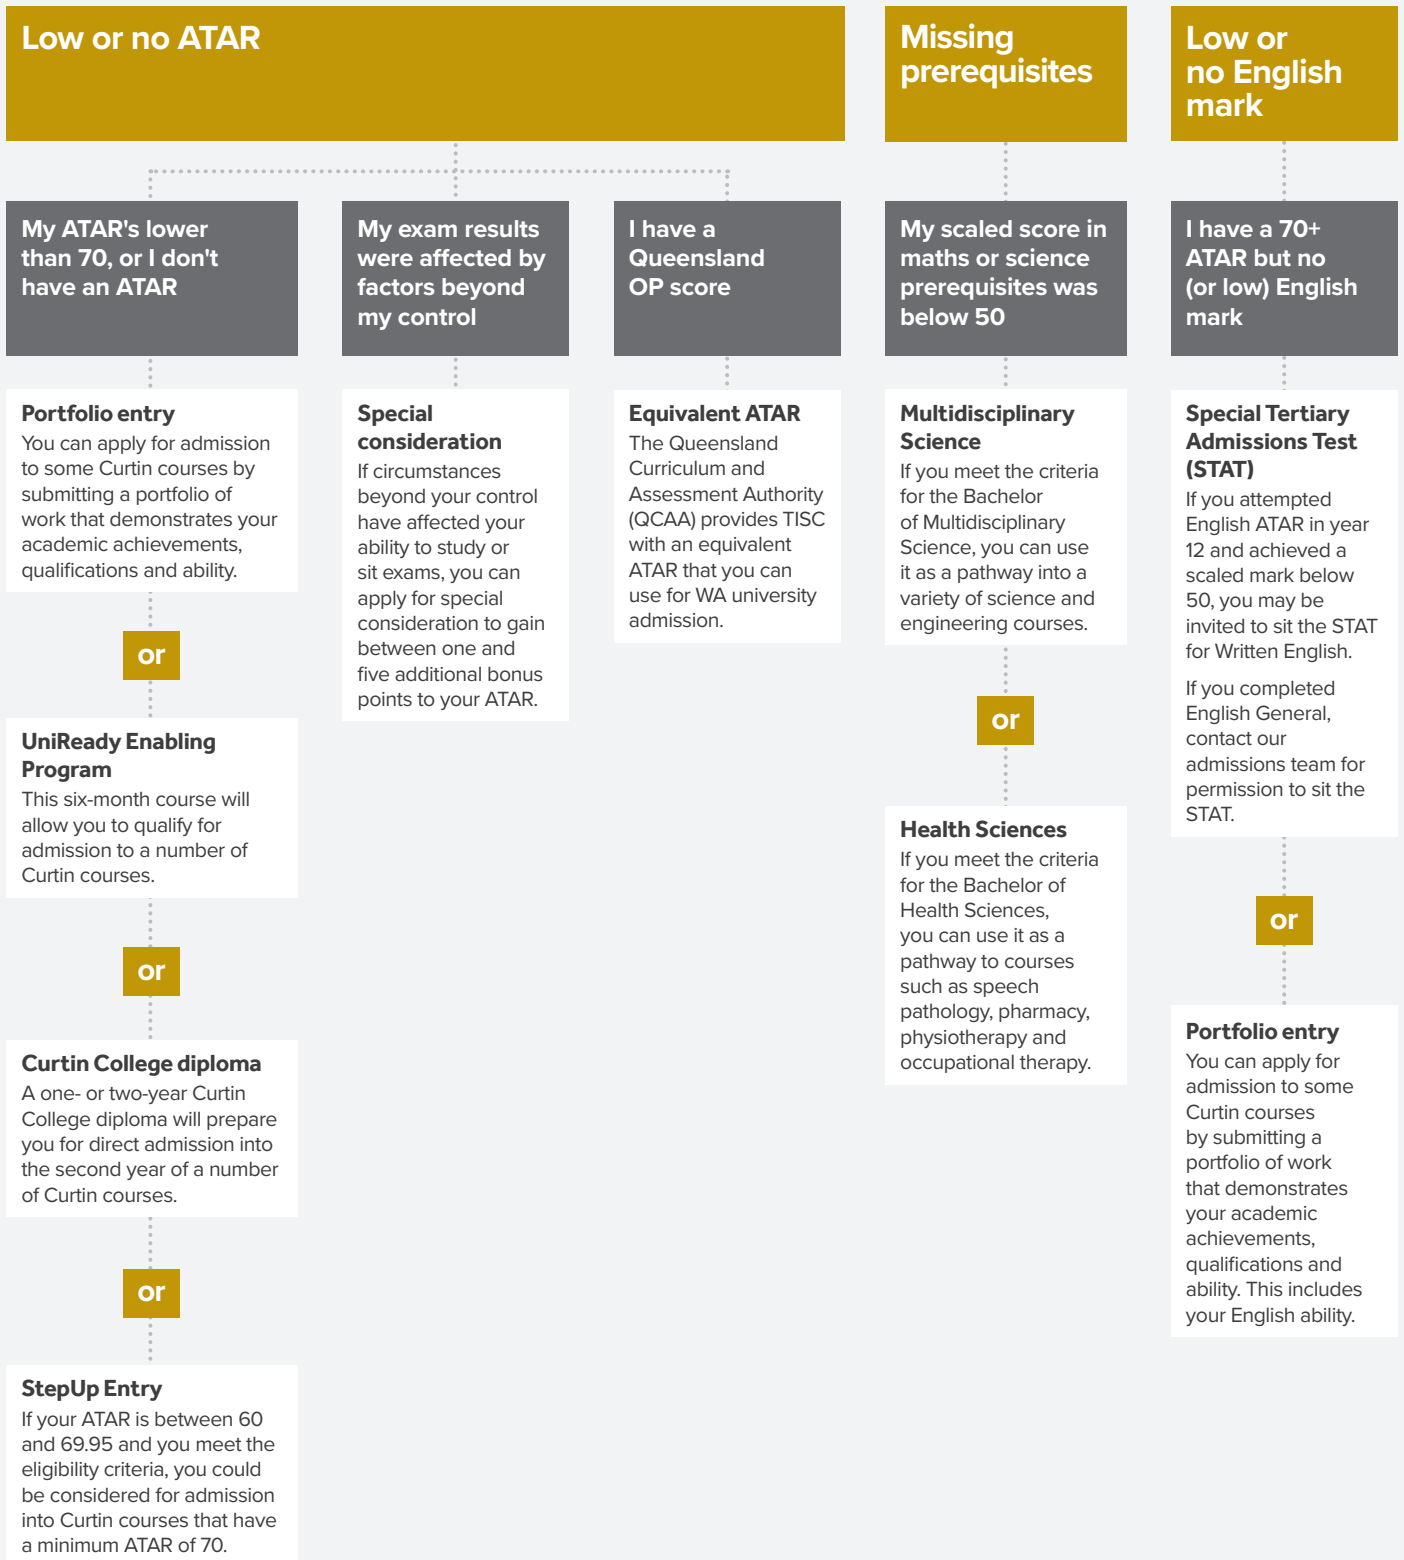 Low or no ATAR
My ATAR's lower
than 70, or I don't
have an ATAR
Portfolio entry
You can apply for admission
to some Curtin courses by
submitting a portfolio of
work that demonstrates your
academic achievements,
qualifications and ability.
or
UniReady Enabling
Program
This six-month course will
allow you to qualify for
admission to a number of
Curtin courses.
or
Curtin College diploma
A one- or two-year Curtin
College diploma will prepare
you for direct admission into
the second year of a number
of Curtin courses.
or
StepUp Entry
If your ATAR is between 60
and 69.95 and you meet the
eligibility criteria, you could
be considered for admission
into Curtin courses that have
a minimum ATAR of 70.
My exam results
were affected by
factors beyond
my control
Special
consideration
If circumstances
beyond your control
have affected your
ability to study or
sit exams, you can
apply for special
consideration to gain
between one and
five additional bonus
points to your ATAR.
I have a
Queensland
OP score
Equivalent ATAR
The Queensland
Curriculum and
Assessment Authority
(QCAA) provides TISC
with an equivalent
ATAR that you can
use for WA university
admission.
Missing
prerequisites
My scaled score in
maths or science
prerequisites was
below 50
Multidisciplinary
Science
If you meet the criteria
for the Bachelor
of Multidisciplinary
Science, you can use
it as a pathway into a
variety of science and
engineering courses.
or
Health Sciences
If you meet the criteria
for the Bachelor of
Health Sciences,
you can use it as a
pathway to courses
such as speech
pathology, pharmacy,
physiotherapy and
occupational therapy.
Low or
no English
mark
I have a 70+
ATAR but no
(or low) English
mark
Special Tertiary
Admissions Test
(STAT)
If you attempted
English ATAR in year
12 and achieved a
scaled mark below
50, you may be
invited to sit the STAT
for Written English.
If you completed
English General,
contact our
admissions team for
permission to sit the
STAT.
or
Portfolio entry
You can apply for
admission to some
Curtin courses
by submitting a
portfolio of work
that demonstrates
your academic
achievements,
qualifications and
ability. This includes
your English ability.